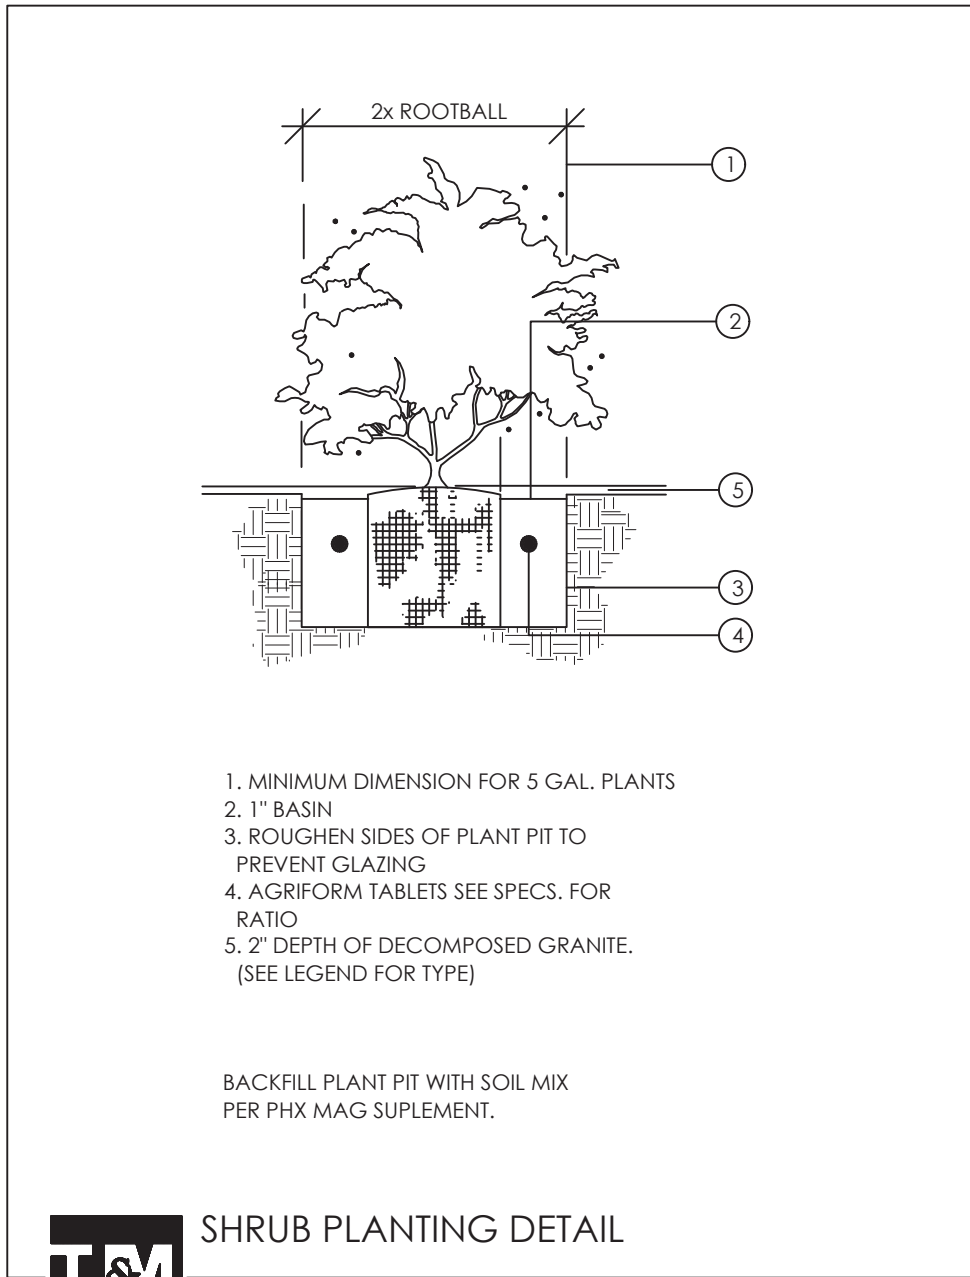 2x ROOTBALL
1
2
5
3
4
1. MINIMUM DIMENSION FOR 5 GAL. PLANTS
2. 1" BASIN
3. ROUGHEN SIDES OF PLANT PIT TO
PREVENT GLAZING
4. AGRIFORM TABLETS SEE SPECS. FOR
RATIO
5. 2" DEPTH OF DECOMPOSED GRANITE.
(SEE LEGEND FOR TYPE)
BACKFILL PLANT PIT WITH SOIL MIX
PER PHX MAG SUPLEMENT.
SHRUB PLANTING DETAIL
T&M